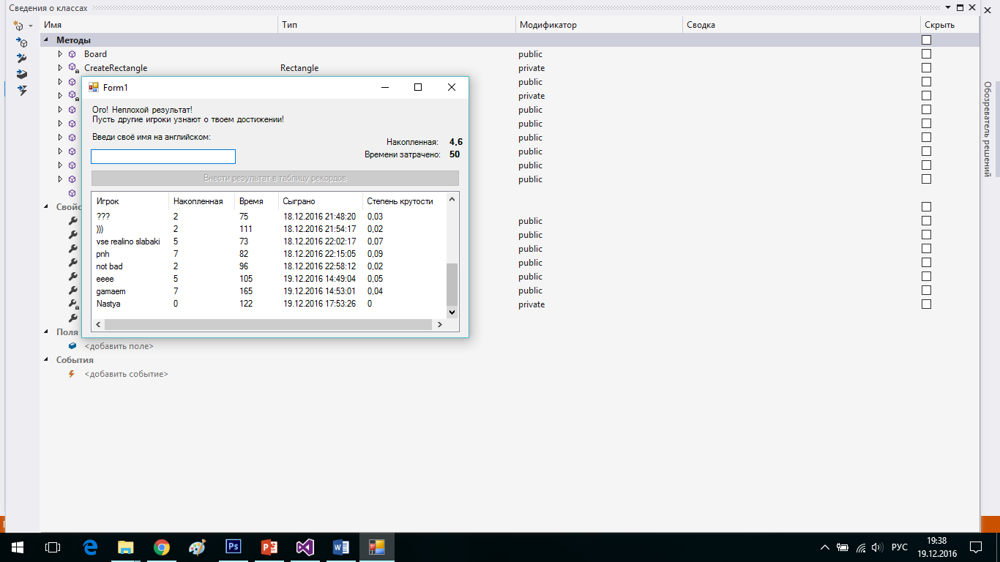 Сведения о классах
Имя Тип Модификатор Сводка Скрыть
Методы
Board public
CreateRectangle Rectangle private
public
private
public
public
public
public
public
public
Свойс
public
public
public
public
public
public
private
Поля
<добавить поле>
События
<добавить событие>
Form1
Ого! Неплохой результат!
Пусть другие игроки узнают о твоем достижении!
Введи своё имя на английском:
Накопленная: 4,6
Времени затрачено: 50
Внести результат в таблицу рекордов
Игрок Накопленная Время Сыграно Степень крутости
??? 2 75 18.12.2016 21:48:20 0,03
))) 2 111 18.12.2016 21:54:17 0,02
vse realino slabaki 5 73 18.12.2016 22:02:17 0,07
pnh 7 82 18.12.2016 22:15:05 0,09
not bad 2 96 18.12.2016 22:58:12 0,02
eeee 5 105 19.12.2016 14:49:04 0,05
gamaem 7 165 19.12.2016 14:53:01 0,04
Nastya 0 122 19.12.2016 17:53:26 0
Обозреватель решений
Ps
РУС
19:38
19.12.2016